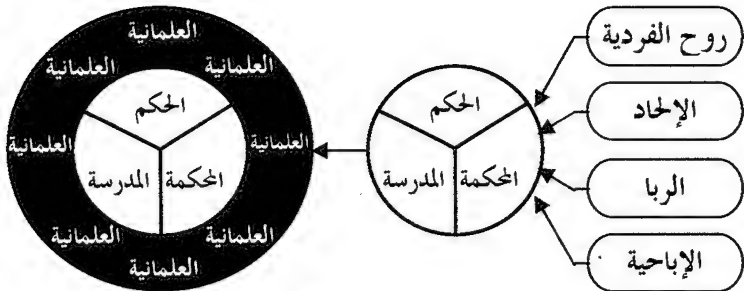 روح الفردية
الإلحاد
الربا
الإباحية
الحكم
المحكمة
المدرسة
العلمانية
العلمانية
العلمانية
العلمانية
العلمانية
العلمانية
العلمانية
العلمانية
الحكم
المحكمة
المدرسة